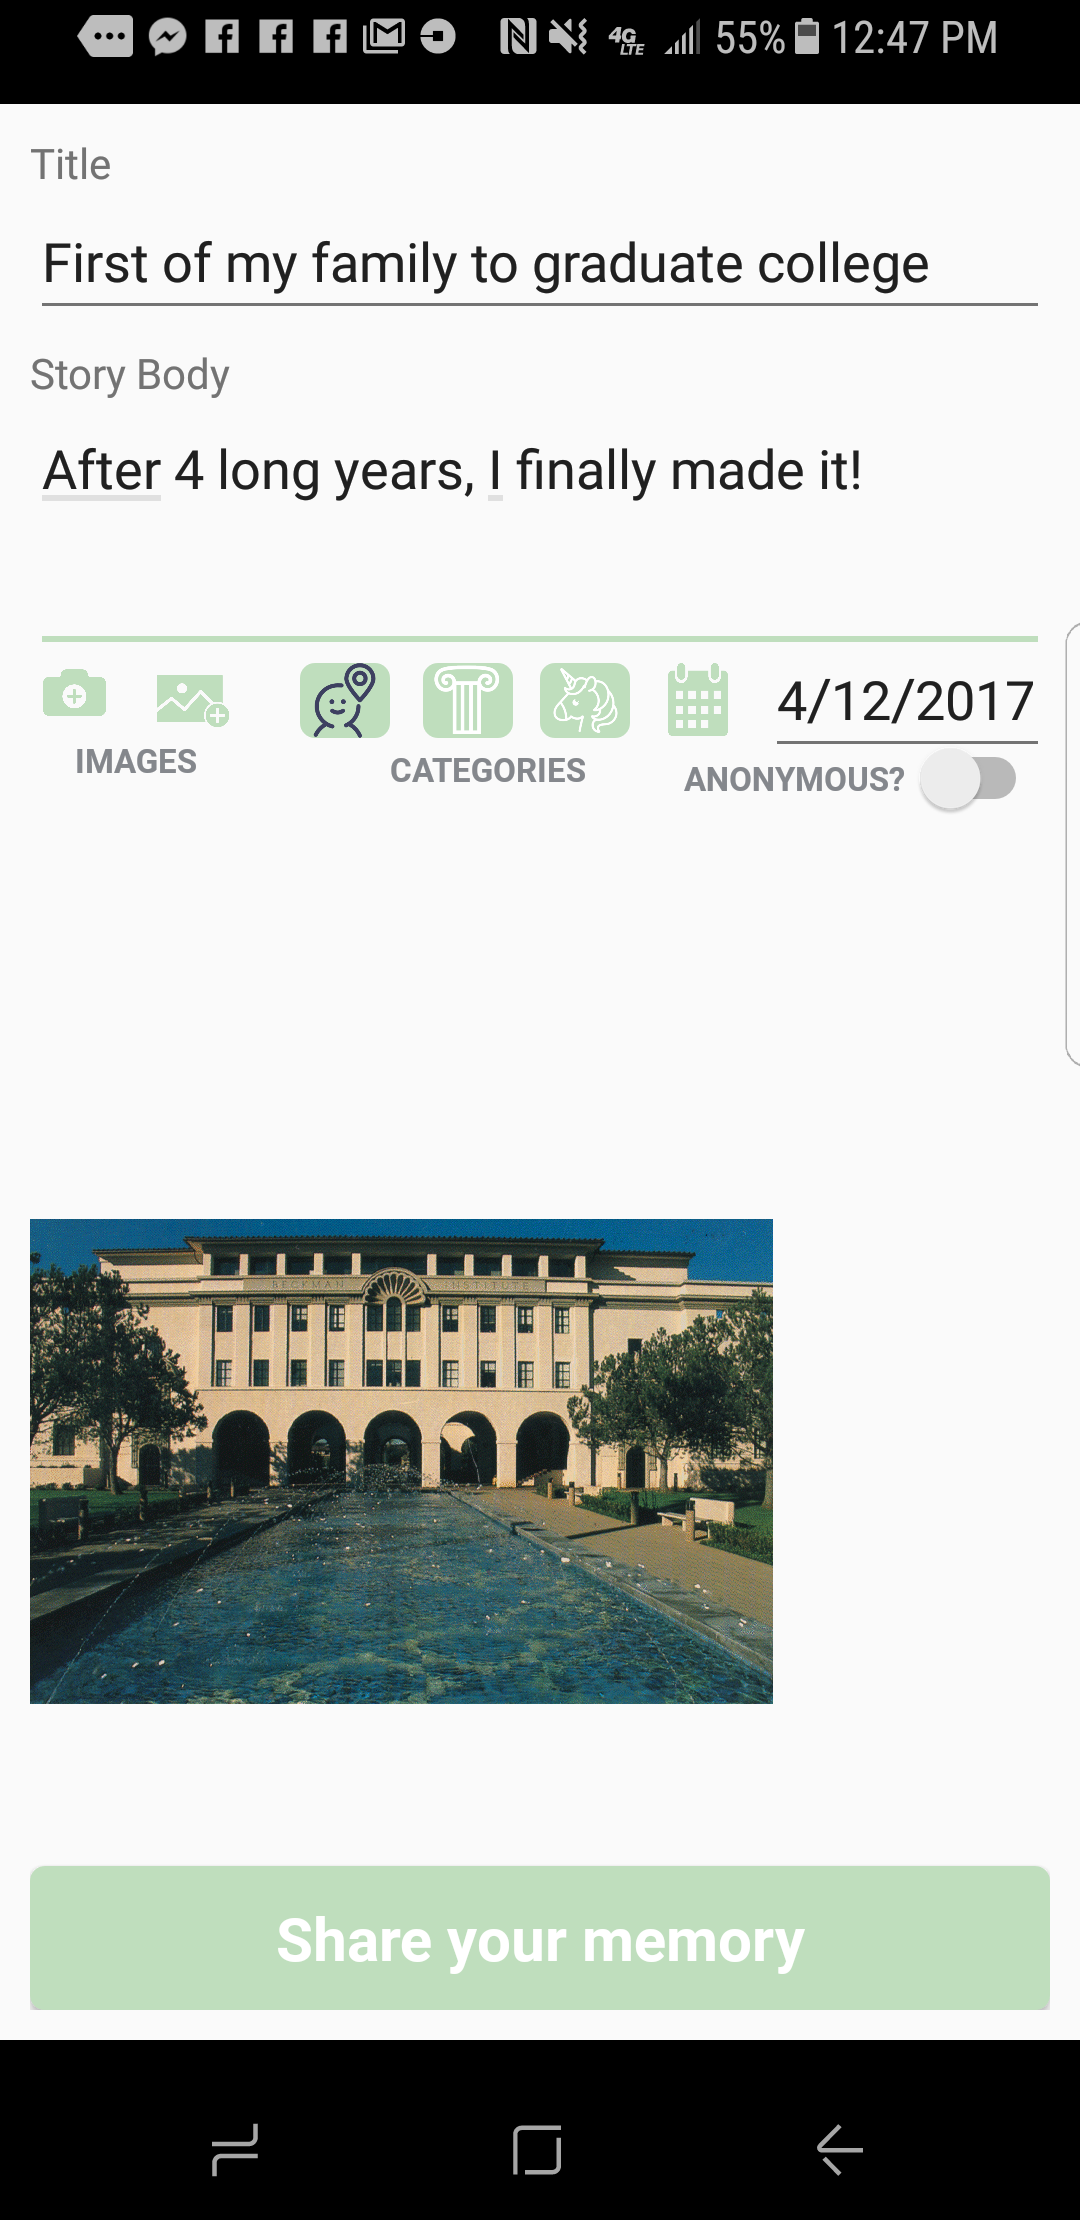 4G LTE 55% 12:47 PM
Title
First of my family to graduate college
Story Body
After 4 long years, I finally made it!
4/12/2017
IMAGES
CATEGORIES
ANONYMOUS?
BECKMAN INSTITUTE
Share your memory